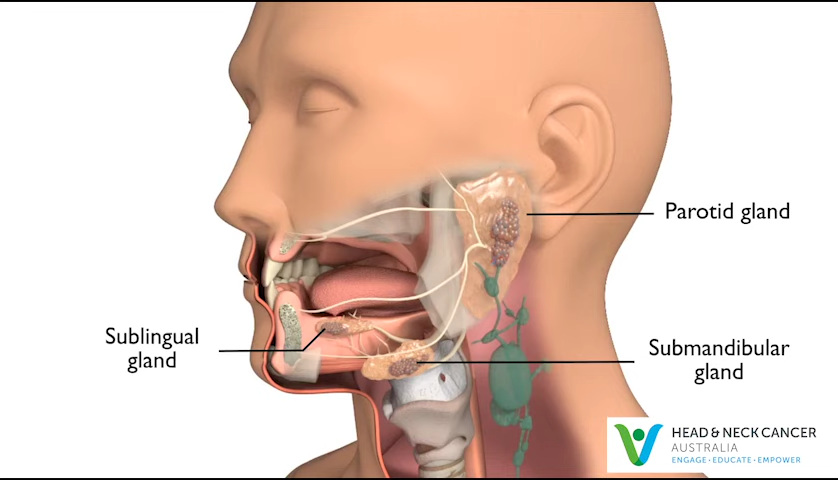 Parotid gland
Sublingual
gland
Submandibular
gland
HEAD & NECK CANCER
AUSTRALIA
ENGAGE · EDUCATE · EMPOWER